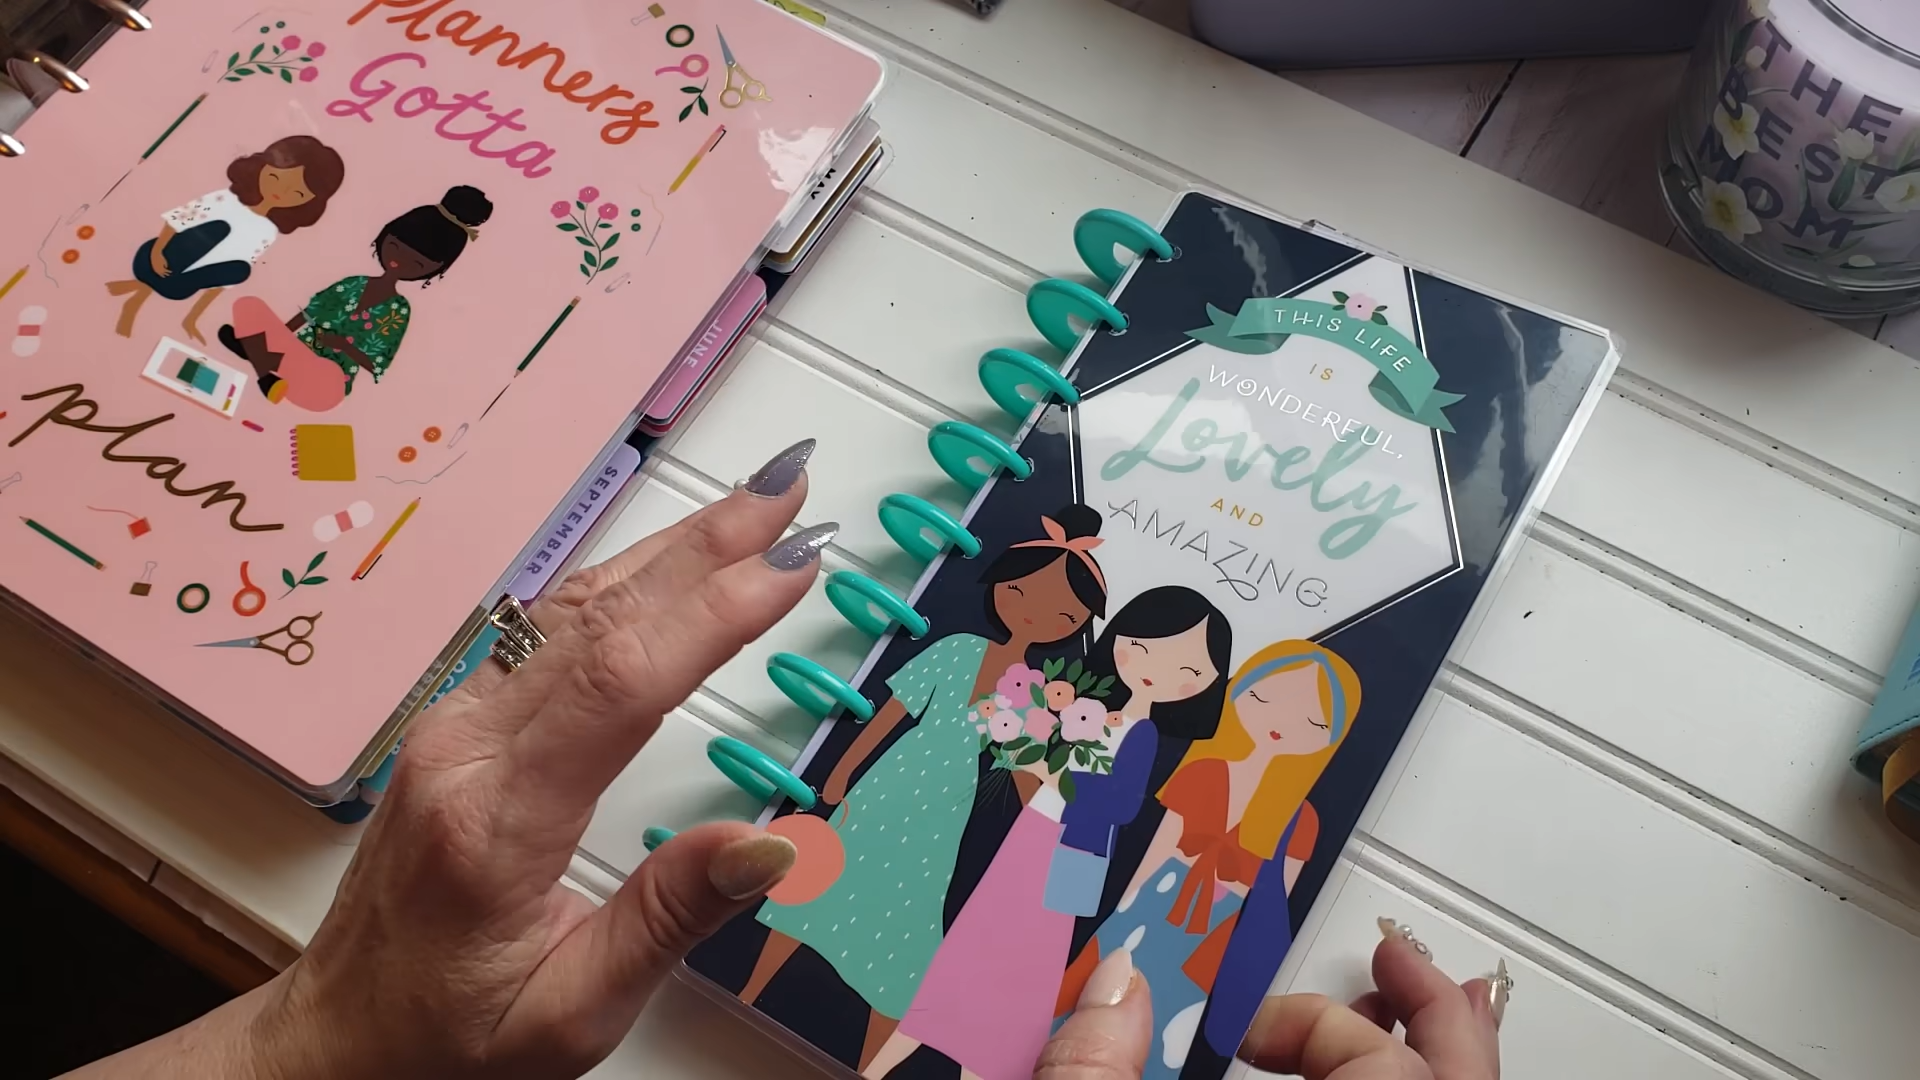 Planners
Gotta
plan
MAY
JUNE
SEPTEMBER
THIS LIFE
IS
WONDERFUL,
Lovely
AND
AMAZING.
THE
BEST
MOM